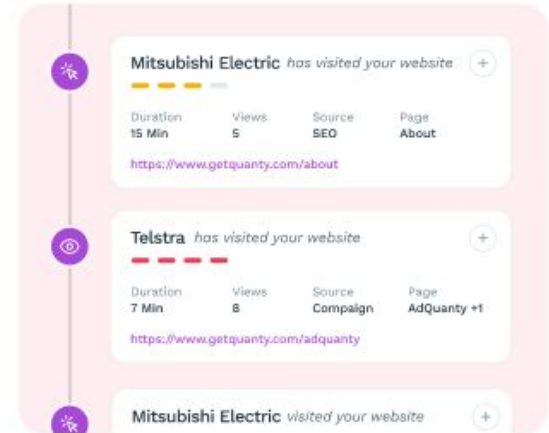 Mitsubishi Electric has visited your website
Duration Views Source Page
15 Min 5 SEO About
https://www.getquanty.com/about
Telstra has visited your website
Duration Views Source Page
7 Min 8 Compaign AdQuanty +1
https://www.getquanty.com/adquanty
Mitsubishi Electric visited your website